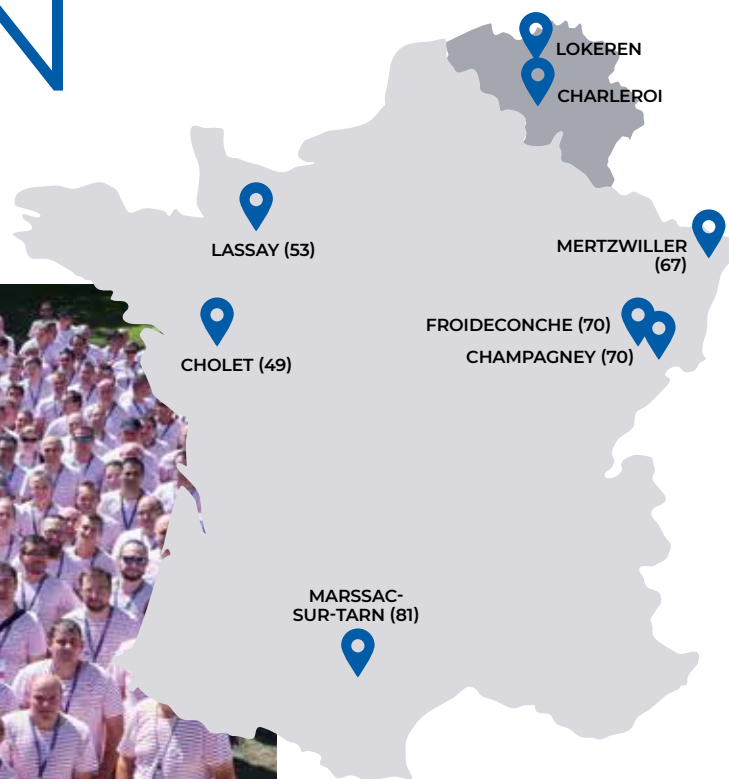 N
LOKEREN
CHARLEROI
LASSAY (53)
MERTZWILLER
(67)
FROIDECONCHE (70)
CHAMPAGNEY (70)
CHOLET (49)
MARSSAC-
SUR-TARN (81)